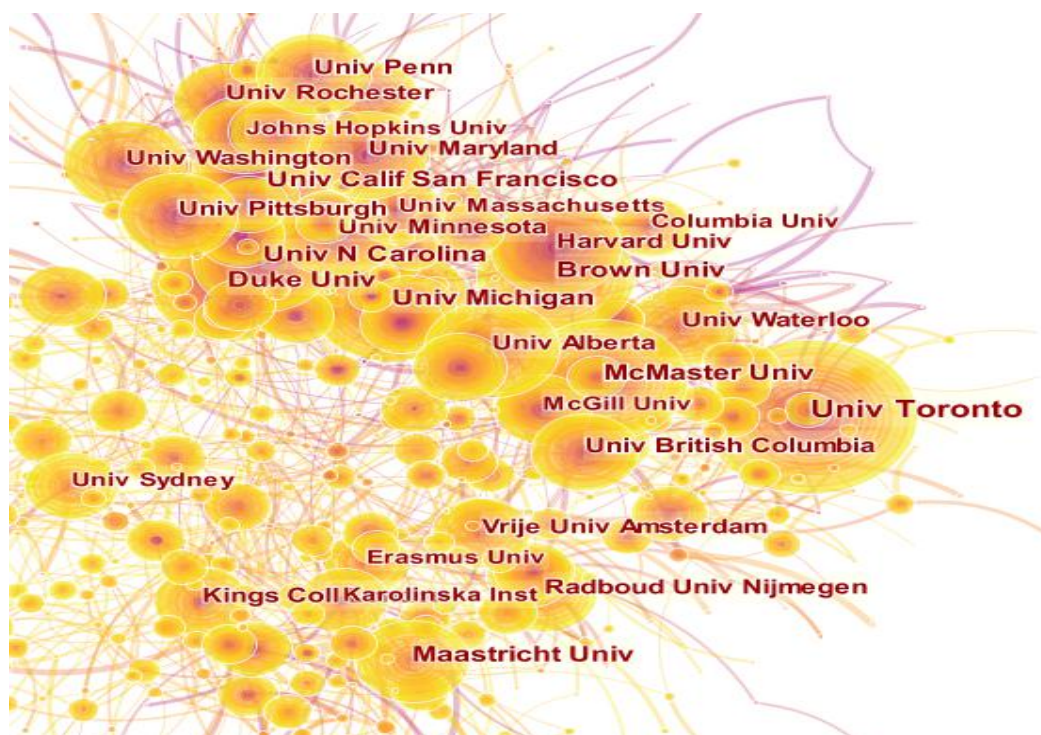 Univ Penn
Univ Rochester
Johns Hopkins Univ
Univ Maryland
Univ Washington
Univ Calif San Francisco
Univ Pittsburgh
Univ Massachusetts
Univ Minnesota
Columbia Univ
Harvard Univ
Univ N Carolina
Brown Univ
Duke Univ
Univ Michigan
Univ Waterloo
Univ Alberta
McMaster Univ
McGill Univ
Univ Toronto
Univ British Columbia
Univ Sydney
Vrije Univ Amsterdam
Erasmus Univ
Radboud Univ Nijmegen
Kings Coll
Karolinska Inst
Maastricht Univ